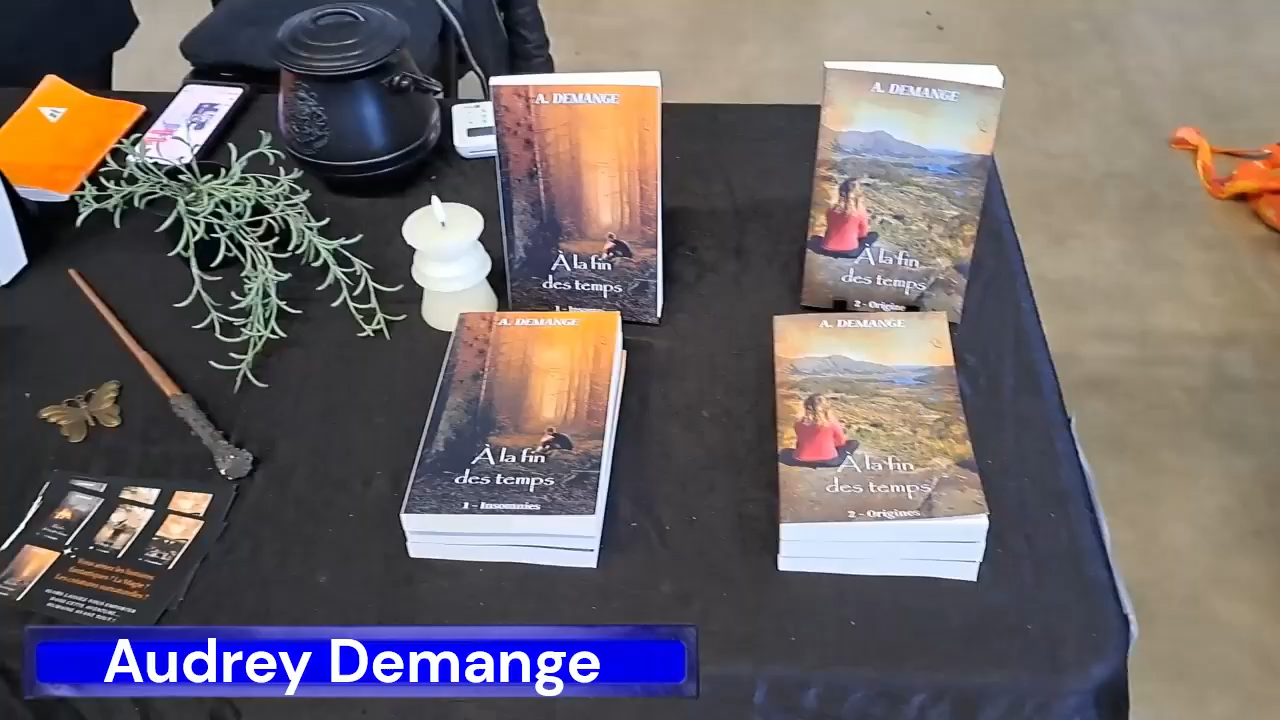 A. DEMANGE
À la fin
des temps
A. DEMANGE
À la fin
des temps
2 - Origine
A. DEMANGE
À la fin
des temps
1 - Insomnies
A. DEMANGE
À la fin
des temps
2 - Origines
Audrey Demange